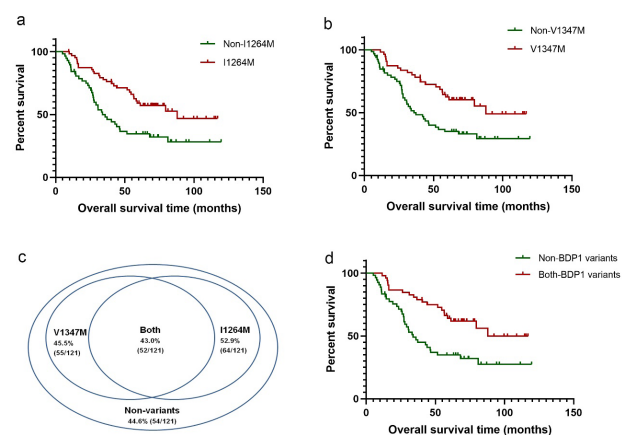 a
Non-I1264M
I1264M
Percent survival
100
50
0
0
50
100
150
Overall survival time (months)
b
Non-V1347M
V1347M
Percent survival
100
50
0
0
50
100
150
Overall survival time (months)
c
V1347M
45.5%
(55/121)
Both
43.0%
(52/121)
I1264M
52.9%
(64/121)
Non-variants
44.6% (54/121)
d
Non-BDP1 variants
Both-BDP1 variants
Percent survival
100
50
0
0
50
100
150
Overall survival time (months)